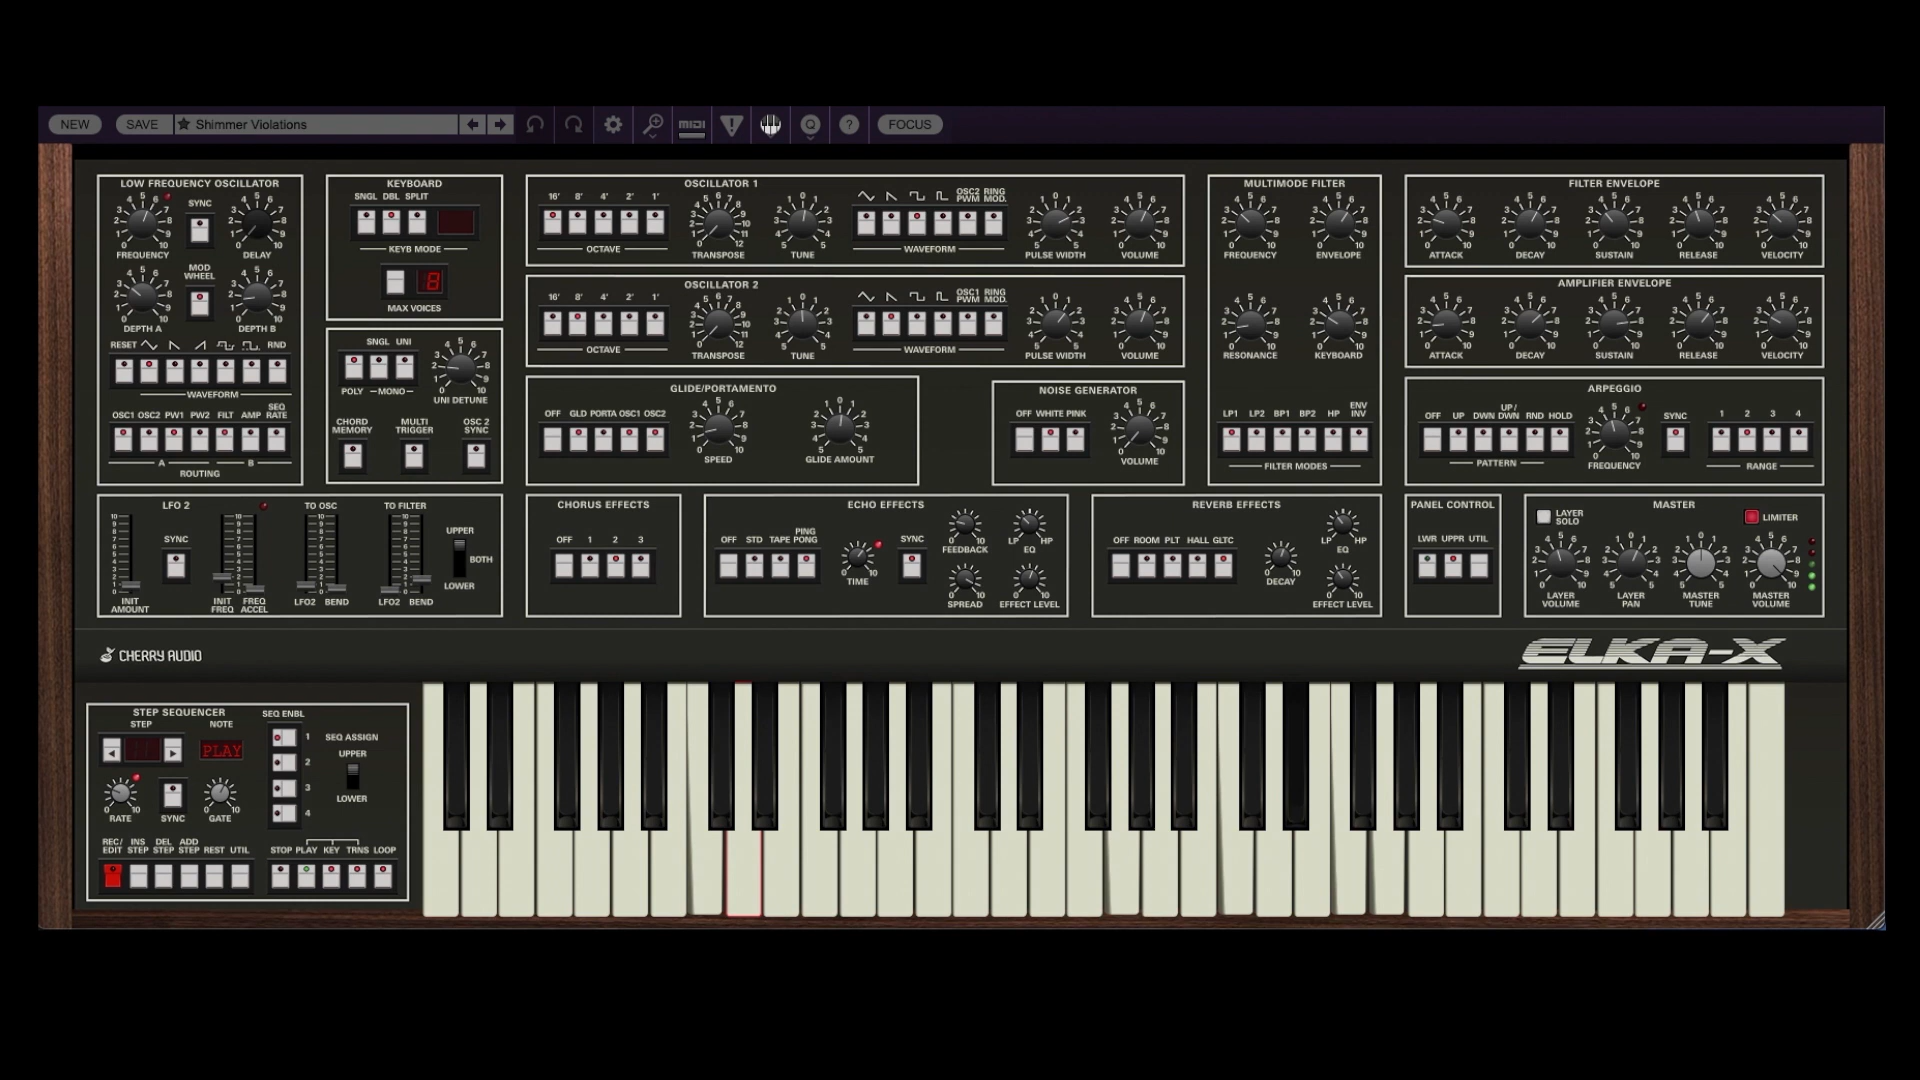 NEW SAVE Shimmer Violations MIDI Q ? FOCUS
LOW FREQUENCY OSCILLATOR
SYNC
FREQUENCY DELAY
MOD WHEEL
DEPTH A DEPTH B
RESET RND
WAVEFORM
OSC1 OSC2 PW1 PW2 FILT AMP SEQ RATE
A B
ROUTING
KEYBOARD
SNGL DBL SPLIT
KEYB MODE
8
MAX VOICES
SNGL UNI
POLY MONO
UNI DETUNE
CHORD MEMORY MULTI TRIGGER OSC 2 SYNC
OSCILLATOR 1
16' 8' 4' 2' 1'
OSC2 PWM RING MOD.
OCTAVE TRANSPOSE TUNE WAVEFORM PULSE WIDTH VOLUME
OSCILLATOR 2
16' 8' 4' 2' 1'
OSC1 PWM RING MOD.
OCTAVE TRANSPOSE TUNE WAVEFORM PULSE WIDTH VOLUME
GLIDE/PORTAMENTO
OFF GLD PORTA OSC1 OSC2
SPEED GLIDE AMOUNT
NOISE GENERATOR
OFF WHITE PINK
VOLUME
MULTIMODE FILTER
FREQUENCY ENVELOPE
RESONANCE KEYBOARD
LP1 LP2 BP1 BP2 HP ENV INV
FILTER MODES
FILTER ENVELOPE
ATTACK DECAY SUSTAIN RELEASE VELOCITY
AMPLIFIER ENVELOPE
ATTACK DECAY SUSTAIN RELEASE VELOCITY
ARPEGGIO
OFF UP DWN UP/DWN RND HOLD
SYNC
1 2 3 4
PATTERN FREQUENCY RANGE
LFO 2 TO OSC TO FILTER
SYNC
UPPER
BOTH
LOWER
INIT AMOUNT INIT FREQ FREQ ACCEL LFO2 BEND LFO2 BEND
CHORUS EFFECTS
OFF 1 2 3
ECHO EFFECTS
OFF STD TAPE PING PONG
TIME SYNC
FEEDBACK LP HP EQ
SPREAD EFFECT LEVEL
REVERB EFFECTS
OFF ROOM PLT HALL GLTC
DECAY
LP HP EQ
EFFECT LEVEL
PANEL CONTROL
LWR UPPR UTIL
MASTER
LAYER SOLO LIMITER
LAYER VOLUME LAYER PAN MASTER TUNE MASTER VOLUME
CHERRY AUDIO
ELKA-X
STEP SEQUENCER SEQ ENBL
STEP NOTE
PLAY
RATE SYNC GATE
1
2
3
4
SEQ ASSIGN
UPPER
LOWER
REC/EDIT INS STEP DEL STEP ADD STEP REST UTIL
STOP PLAY KEY TRNS LOOP